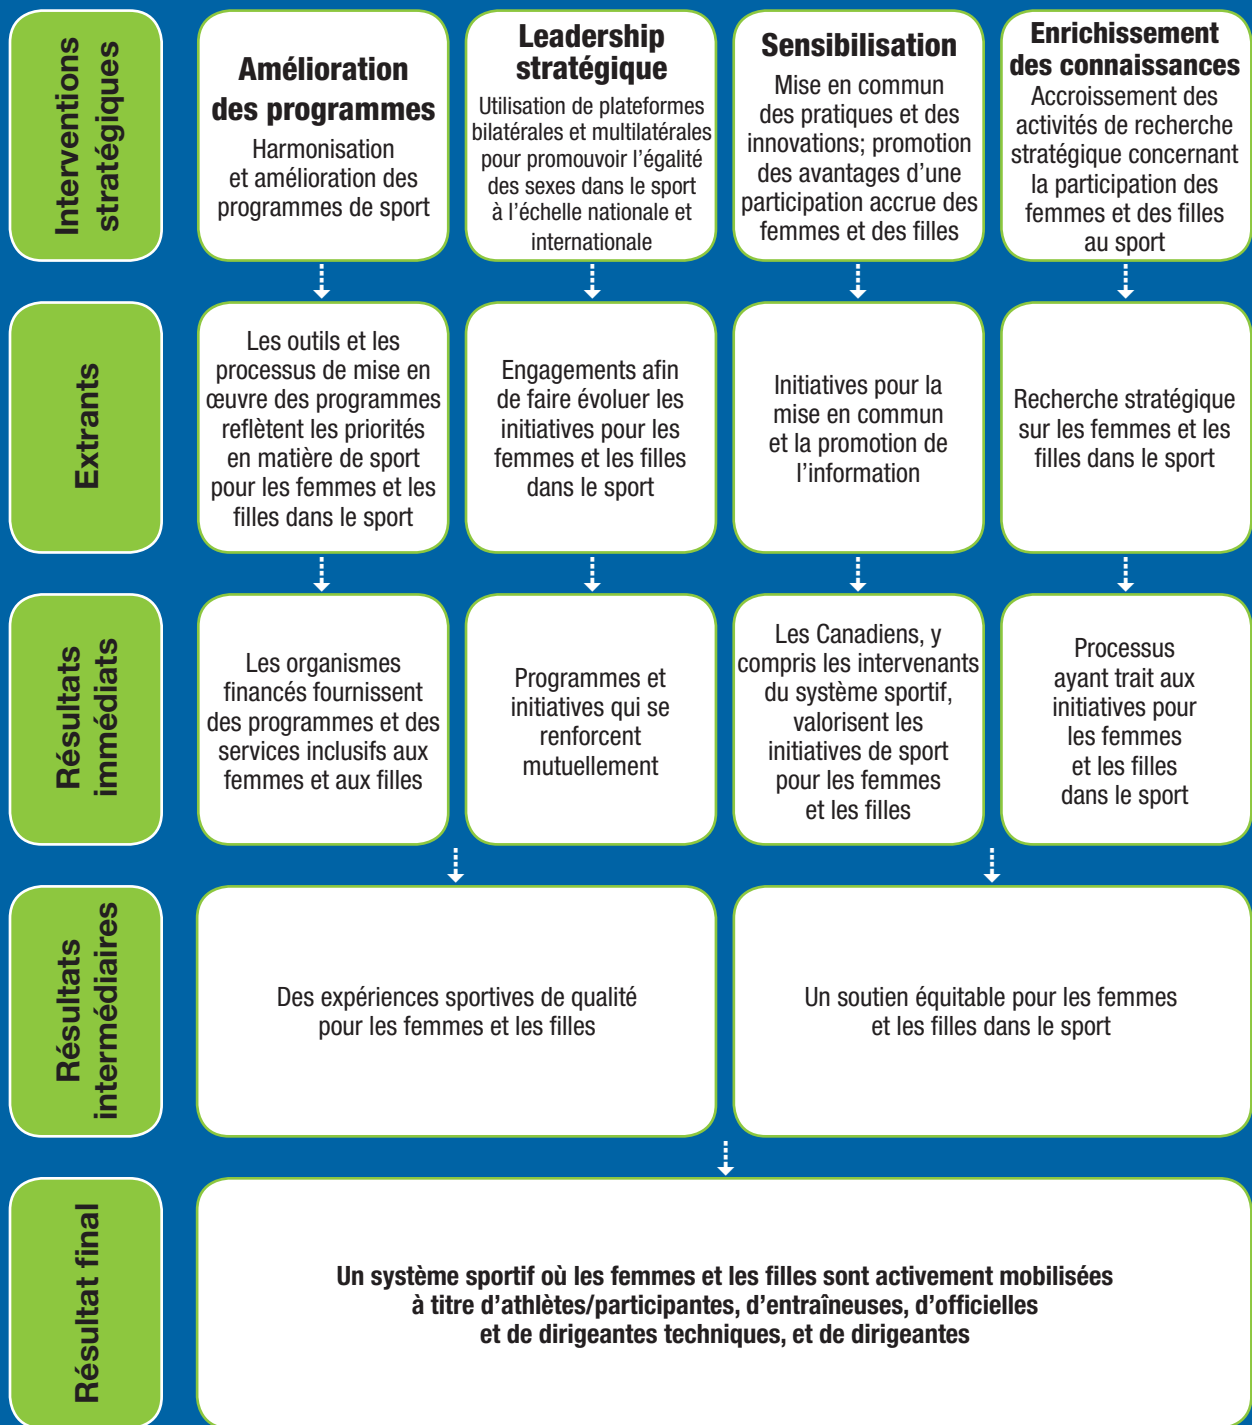 Interventions
stratégiques
Amélioration
des programmes
Harmonisation
et amélioration des
programmes de sport
Leadership
stratégique
Utilisation de plateformes
bilatérales et multilatérales
pour promouvoir l’égalité
des sexes dans le sport
à l’échelle nationale et
internationale
Sensibilisation
Mise en commun
des pratiques et des
innovations; promotion
des avantages d’une
participation accrue des
femmes et des filles
Enrichissement
des connaissances
Accroissement des
activités de recherche
stratégique concernant
la participation des
femmes et des filles
au sport
Extrants
Les outils et les
processus de mise en
œuvre des programmes
reflètent les priorités
en matière de sport
pour les femmes et les
filles dans le sport
Engagements afin
de faire évoluer les
initiatives pour les
femmes et les filles
dans le sport
Initiatives pour la
mise en commun
et la promotion de
l’information
Recherche stratégique
sur les femmes et les
filles dans le sport
Résultats
immédiats
Les organismes
financés fournissent
des programmes et des
services inclusifs aux
femmes et aux filles
Programmes et
initiatives qui se
renforcent
mutuellement
Les Canadiens, y
compris les intervenants
du système sportif,
valorisent les
initiatives de sport
pour les femmes
et les filles
Processus
ayant trait aux
initiatives pour
les femmes
et les filles
dans le sport
Résultats
intermédiaires
Des expériences sportives de qualité
pour les femmes et les filles
Un soutien équitable pour les femmes
et les filles dans le sport
Résultat final
Un système sportif où les femmes et les filles sont activement mobilisées
à titre d’athlètes/participantes, d’entraîneuses, d’officielles
et de dirigeantes techniques, et de dirigeantes